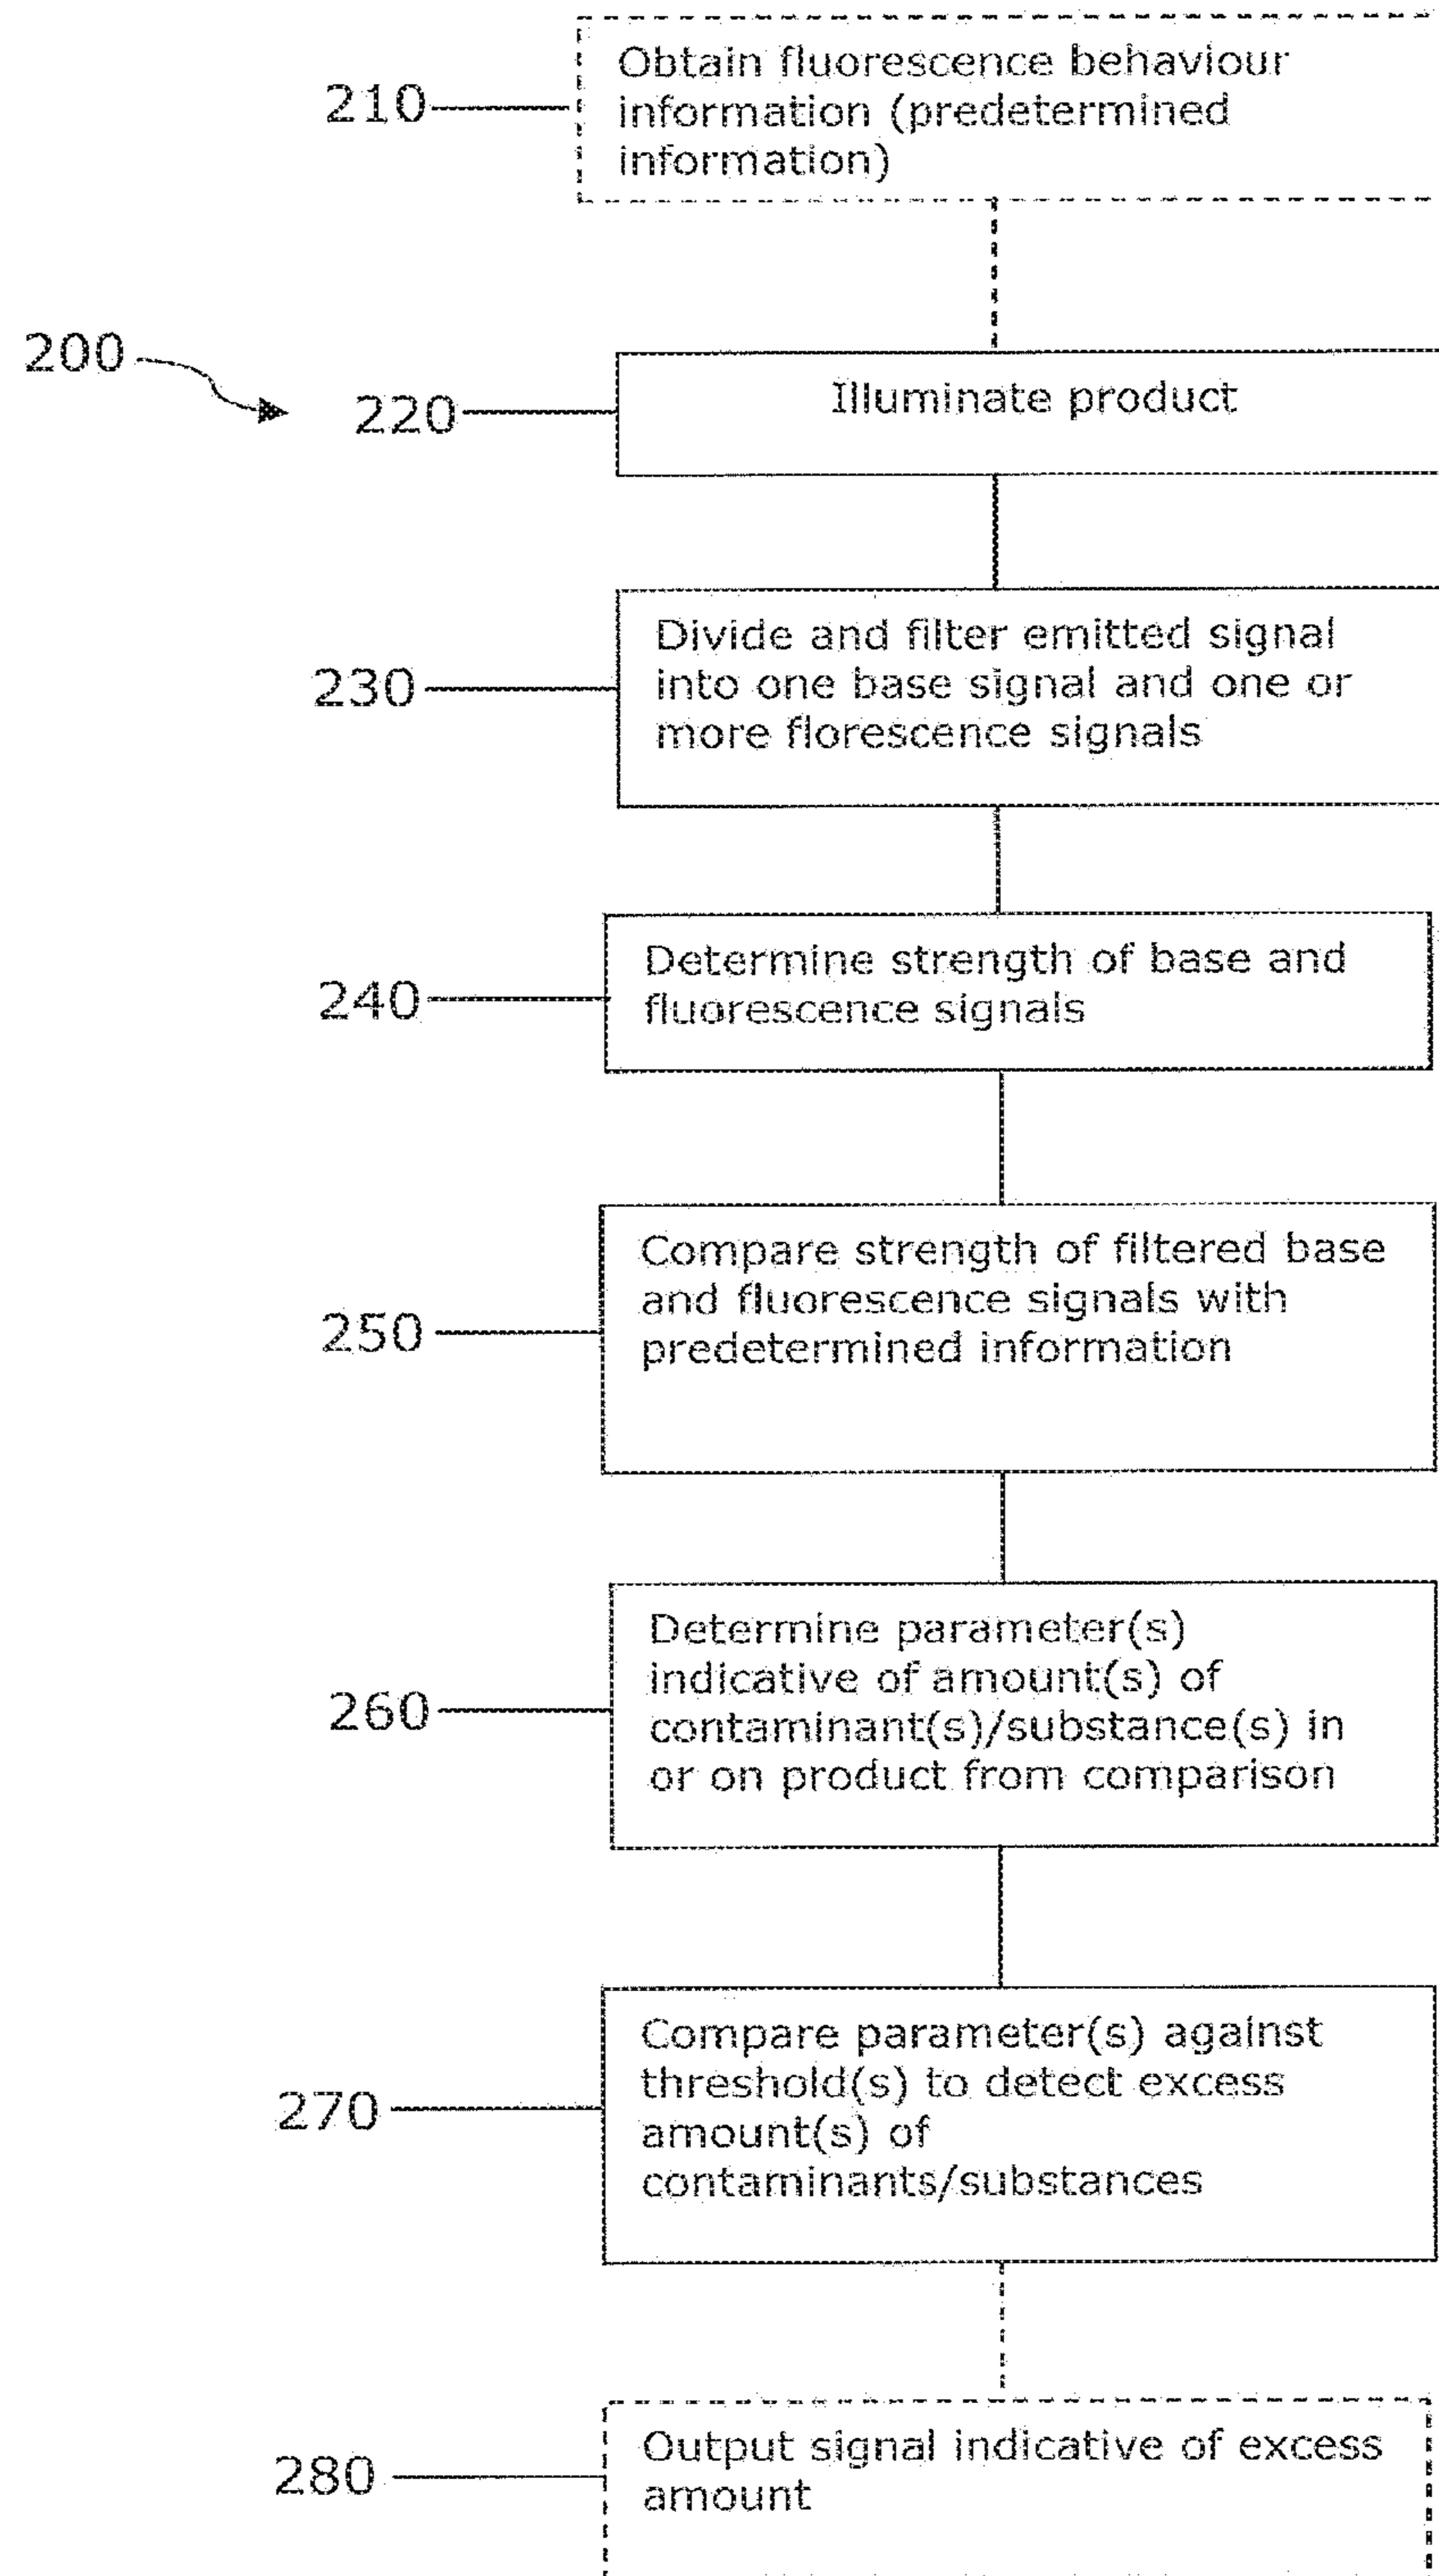 210
Obtain fluorescence behaviour
information (predetermined
information)
200
220
Illuminate product
230
Divide and filter emitted signal
into one base signal and one or
more florescence signals
240
Determine strength of base and
fluorescence signals
250
Compare strength of filtered base
and fluorescence signals with
predetermined information
260
Determine parameter(s)
indicative of amount(s) of
contaminant(s)/substance(s) in
or on product from comparison
270
Compare parameter(s) against
threshold(s) to detect excess
amount(s) of
contaminants/substances
280
Output signal indicative of excess
amount